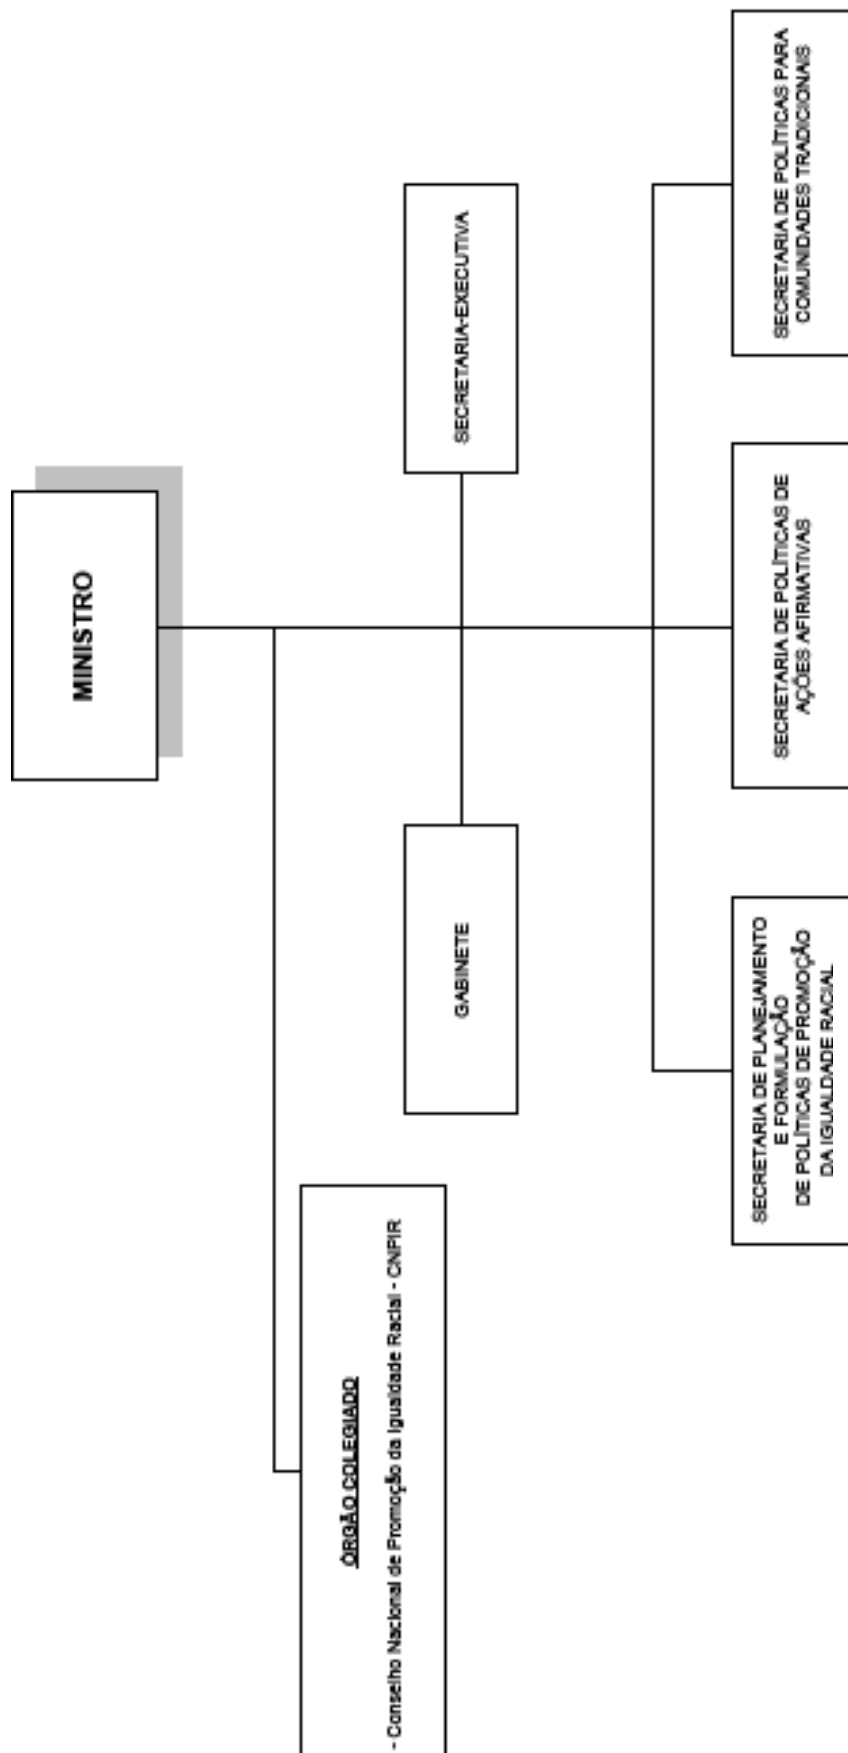 MINISTRO
ÓRGÃO COLEGIADO
- Conselho Nacional de Promoção da Igualdade Racial - CNPIR
GABINETE
SECRETARIA-EXECUTIVA
SECRETARIA DE PLANEJAMENTO
E FORMULAÇÃO
DE POLÍTICAS DE PROMOÇÃO
DA IGUALDADE RACIAL
SECRETARIA DE POLÍTICAS DE
AÇÕES AFIRMATIVAS
SECRETARIA DE POLÍTICAS PARA
COMUNIDADES TRADICIONAIS